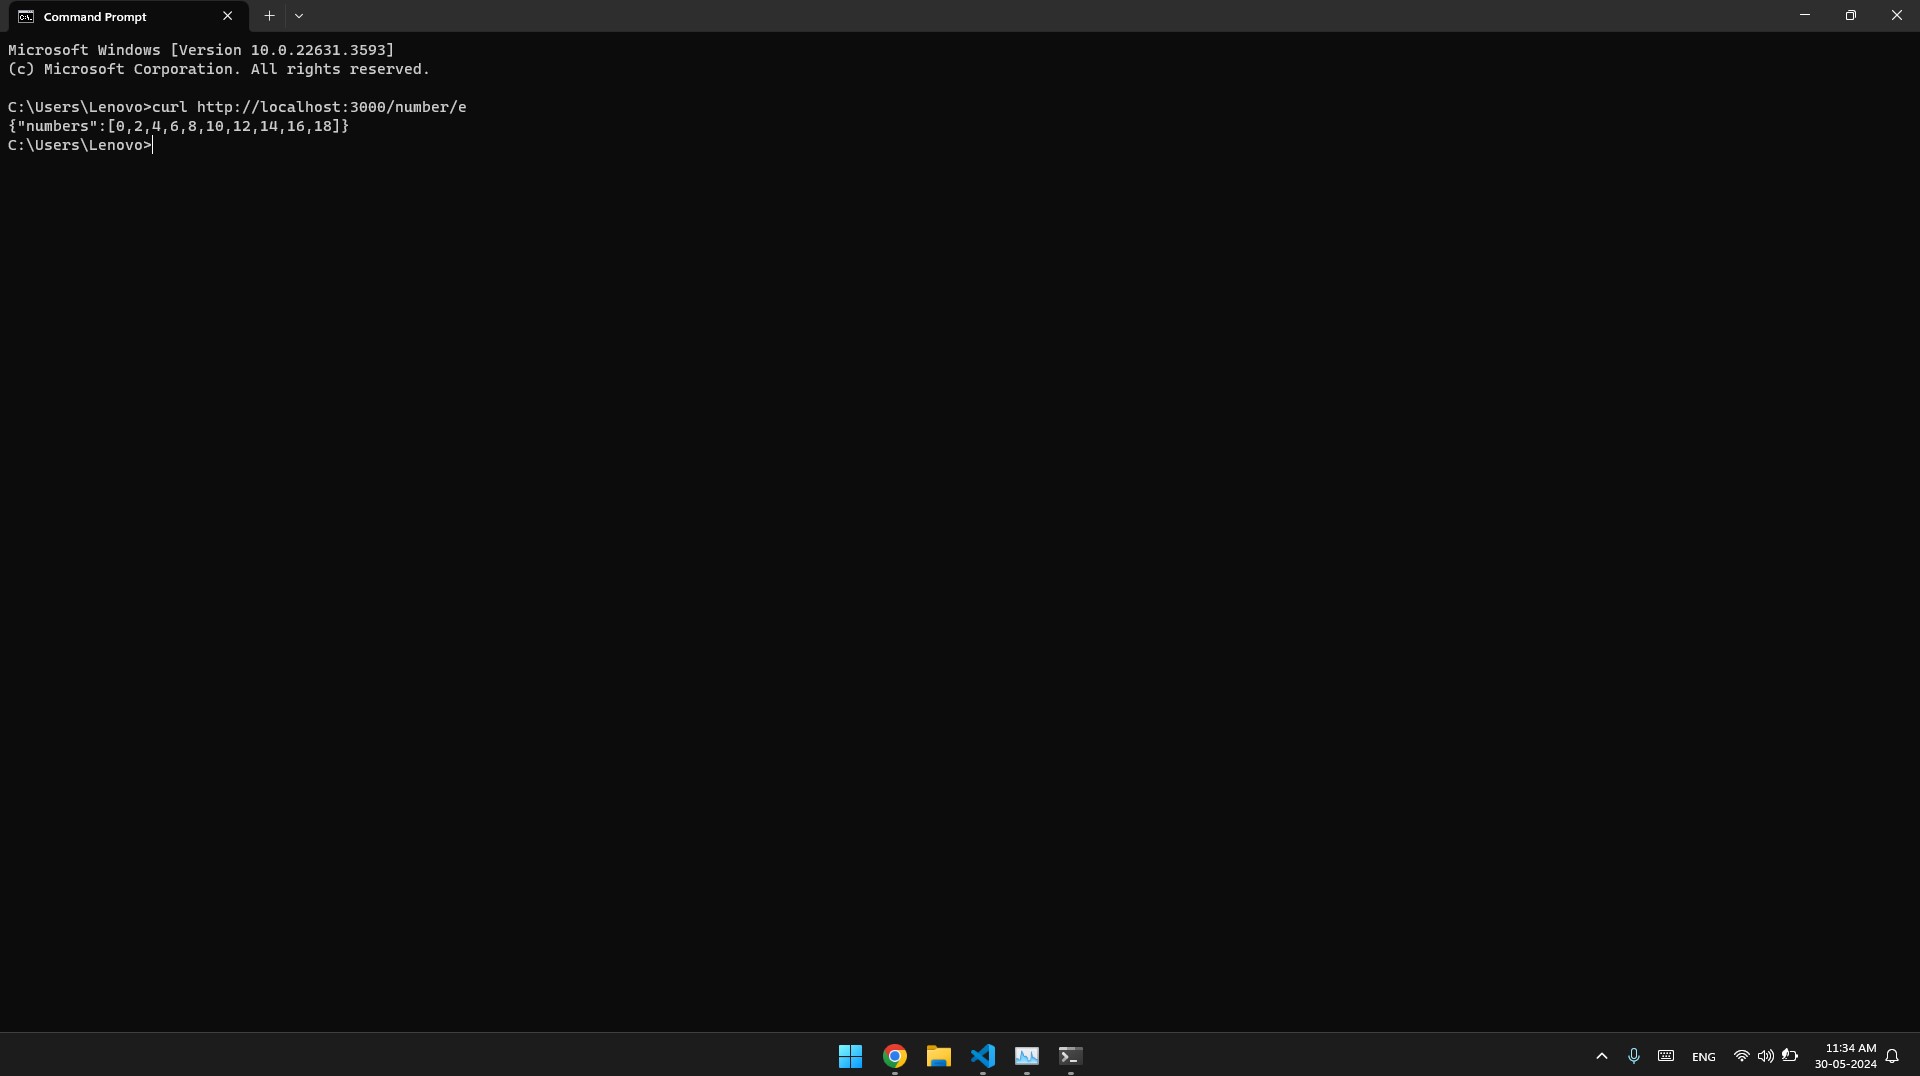 Command Prompt
Microsoft Windows [Version 10.0.22631.3593]
(c) Microsoft Corporation. All rights reserved.
C:\Users\Lenovo>curl http://localhost:3000/number/e
{"numbers":[0,2,4,6,8,10,12,14,16,18]}
C:\Users\Lenovo>
ENG
11:34 AM
30-05-2024